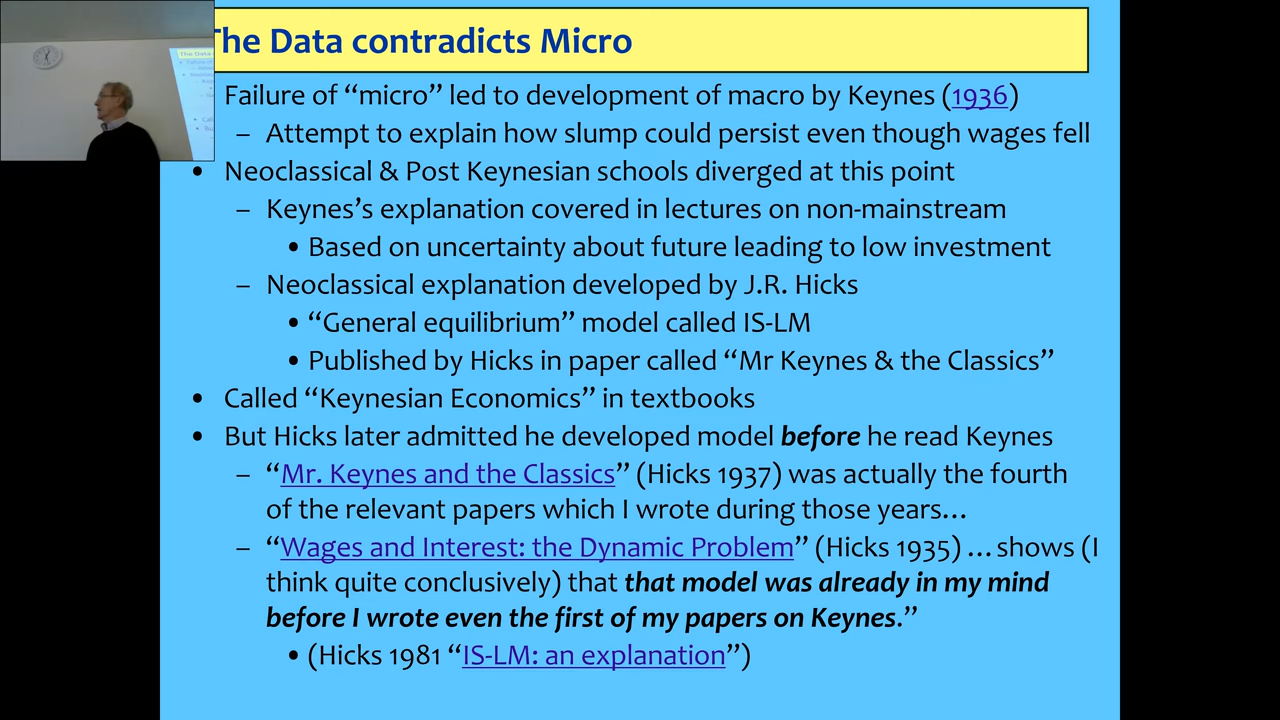 The Data contradicts Micro
Failure of “micro” led to development of macro by Keynes (1936)
– Attempt to explain how slump could persist even though wages fell
• Neoclassical & Post Keynesian schools diverged at this point
– Keynes’s explanation covered in lectures on non-mainstream
• Based on uncertainty about future leading to low investment
– Neoclassical explanation developed by J.R. Hicks
• “General equilibrium” model called IS-LM
• Published by Hicks in paper called “Mr Keynes & the Classics”
• Called “Keynesian Economics” in textbooks
• But Hicks later admitted he developed model before he read Keynes
– “Mr. Keynes and the Classics” (Hicks 1937) was actually the fourth
of the relevant papers which I wrote during those years…
– “Wages and Interest: the Dynamic Problem” (Hicks 1935) …shows (I
think quite conclusively) that that model was already in my mind
before I wrote even the first of my papers on Keynes.”
• (Hicks 1981 “IS-LM: an explanation”)